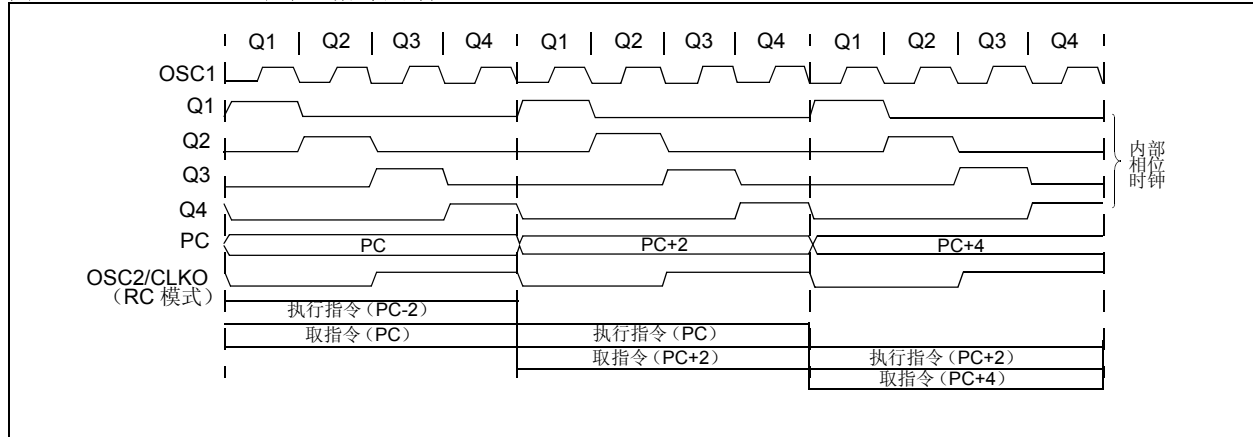 Q1 Q2 Q3 Q4 Q1 Q2 Q3 Q4 Q1 Q2 Q3 Q4
OSC1
Q1
Q2
Q3
Q4
PC PC PC+2 PC+4
内部
相位
时钟
OSC2/CLKO
（RC 模式）
执行指令（PC-2）
取指令（PC） 执行指令（PC）
取指令（PC+2） 执行指令（PC+2）
取指令（PC+4）